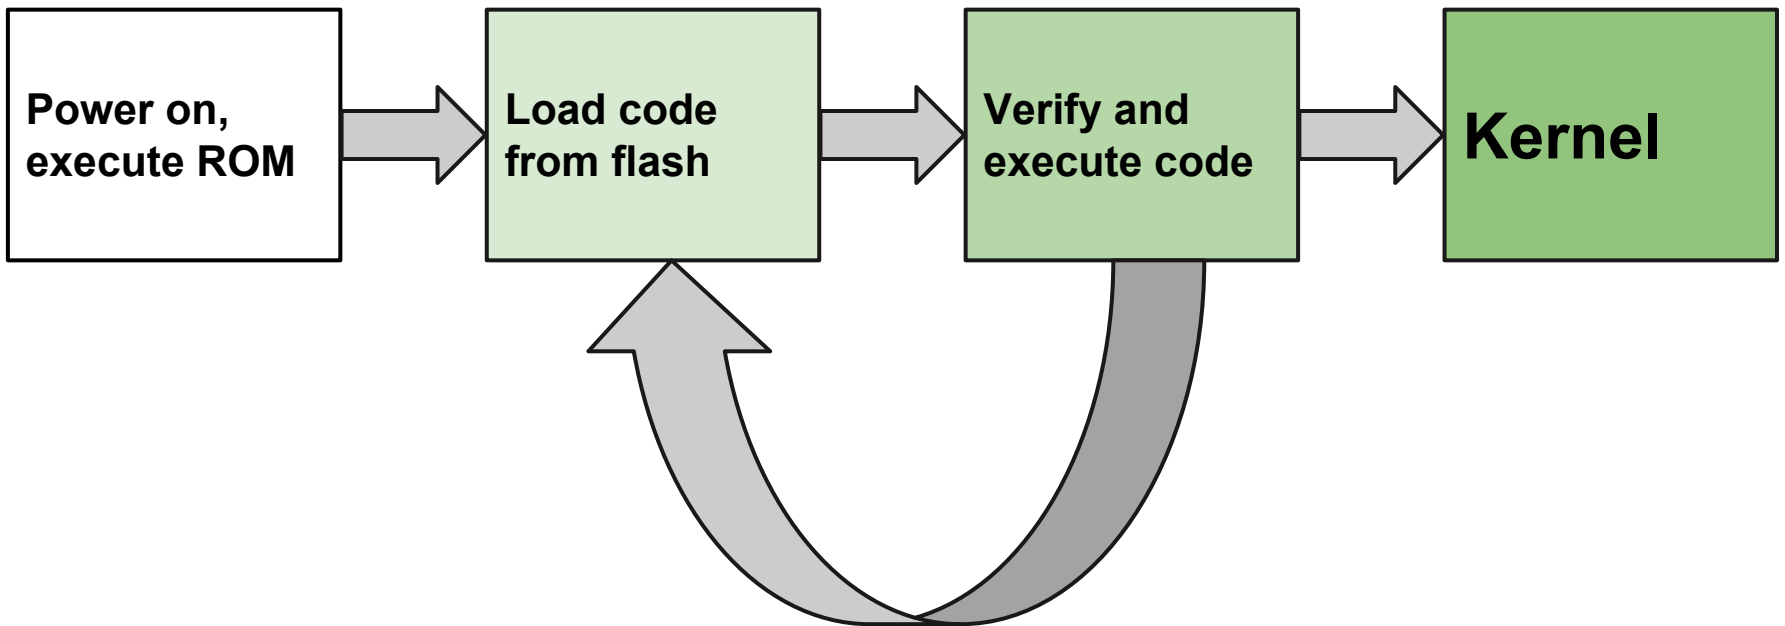 Power on,
execute ROM
Load code
from flash
Verify and
execute code
Kernel